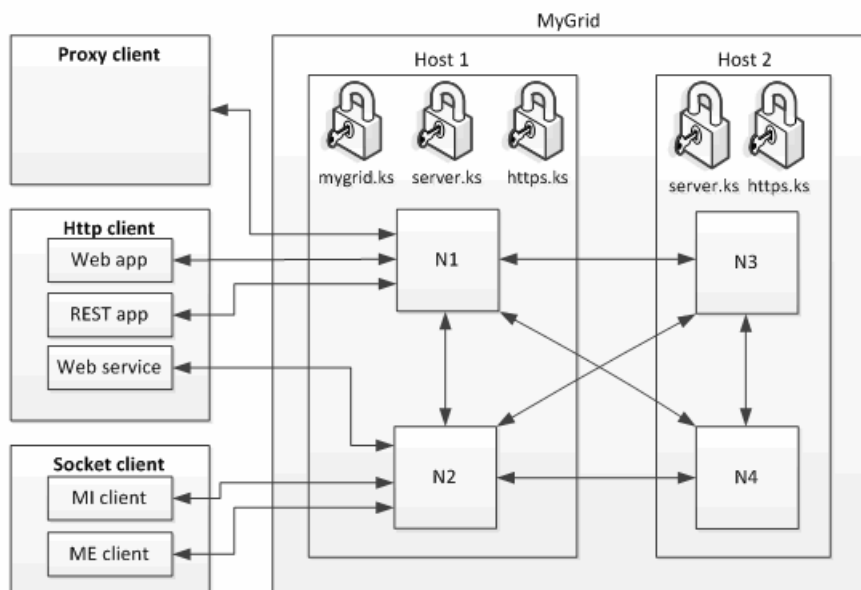 MyGrid
Proxy client
Host 1
Host 2
mygrid.ks
server.ks
https.ks
server.ks
https.ks
Http client
Web app
REST app
Web service
N1
N3
Socket client
MI client
ME client
N2
N4